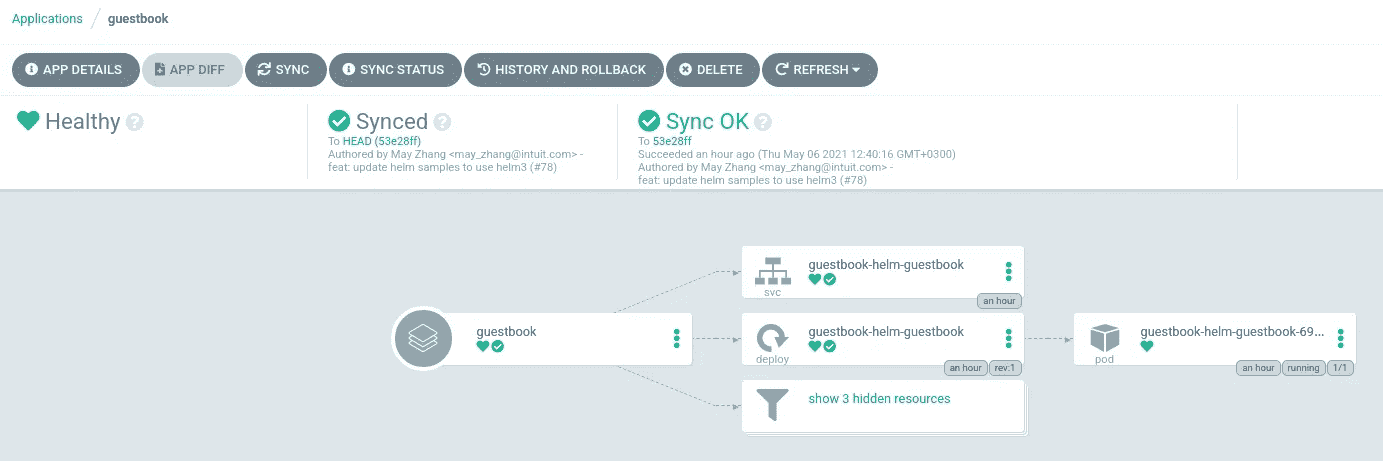 Applications / guestbook
APP DETAILS APP DIFF SYNC SYNC STATUS HISTORY AND ROLLBACK DELETE REFRESH
Healthy ?
Synced ?
To HEAD (53e28ff)
Authored by May Zhang <may_zhang@intuit.com> -
feat: update helm samples to use helm3 (#78)
Sync OK ?
To 53e28ff
Succeeded an hour ago (Thu May 06 2021 12:40:16 GMT+0300)
Authored by May Zhang <may_zhang@intuit.com> -
feat: update helm samples to use helm3 (#78)
guestbook
svc
guestbook-helm-guestbook
an hour
deploy
guestbook-helm-guestbook
an hour rev:1
show 3 hidden resources
pod
guestbook-helm-guestbook-69...
an hour running 1/1